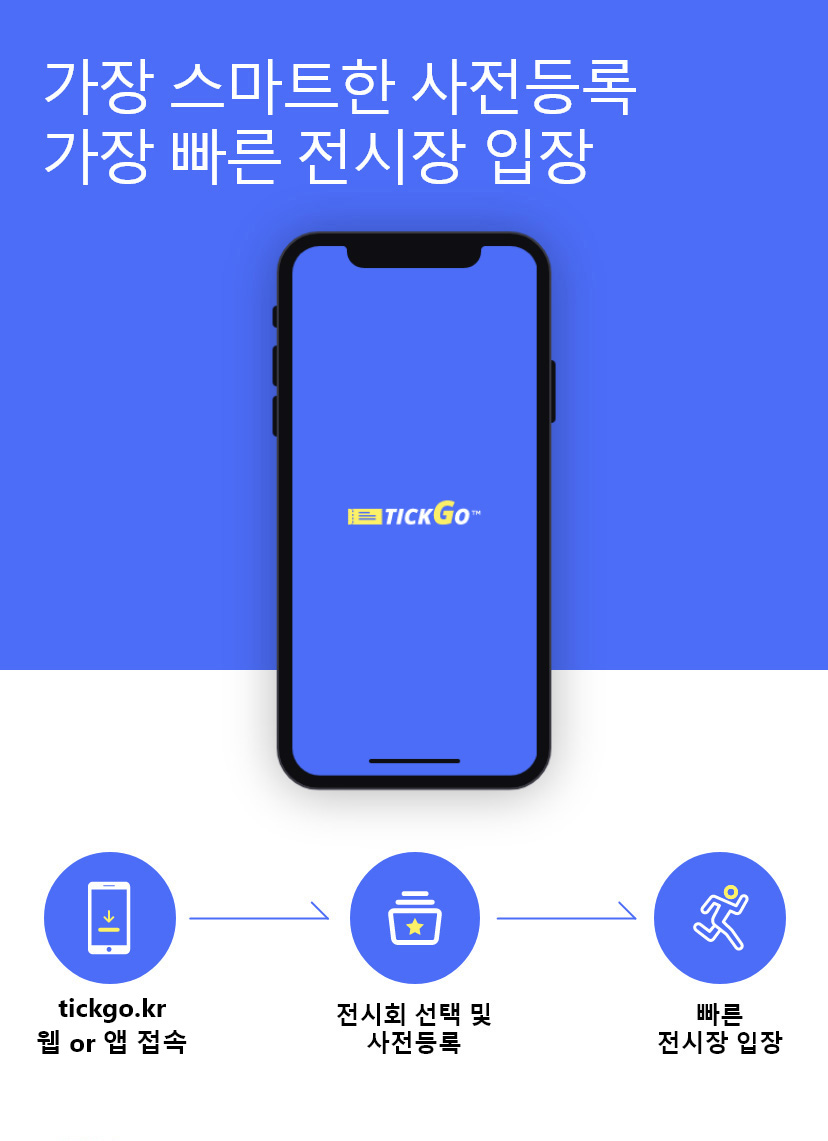 가장 스마트한 사전등록
가장 빠른 전시장 입장
TICKGO™
tickgo.kr
웹 or 앱 접속
전시회 선택 및
사전등록
빠른
전시장 입장